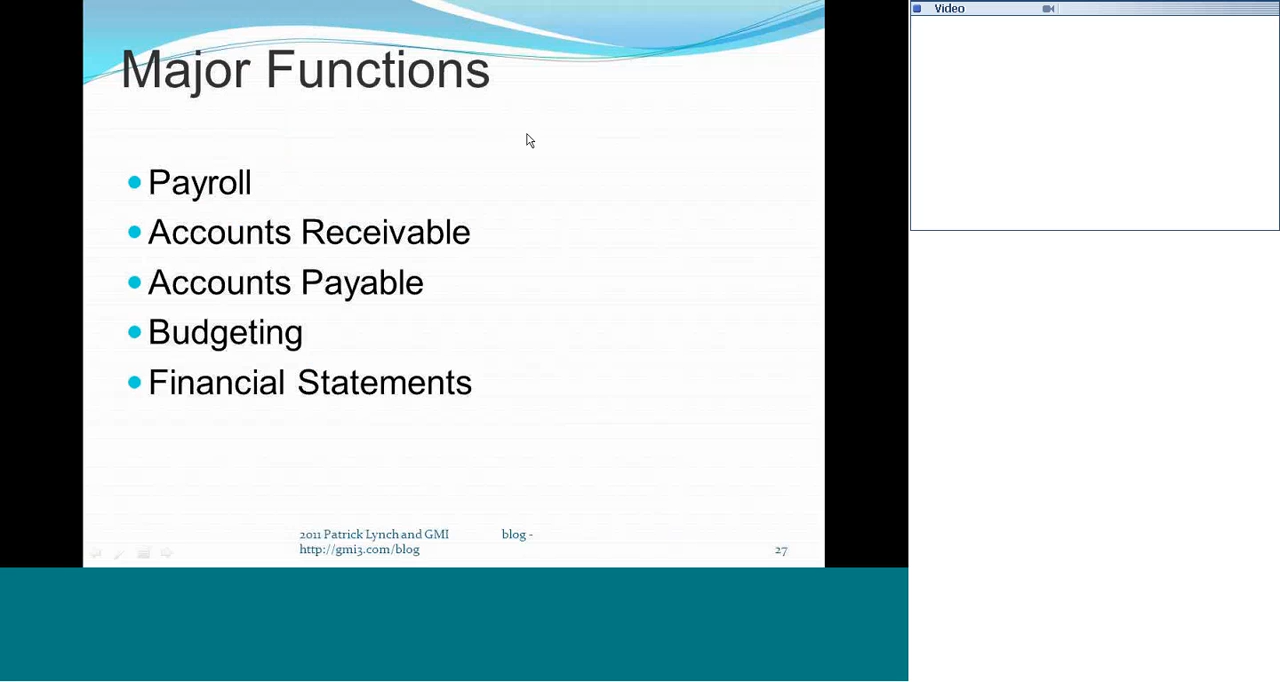 Video
Major Functions
Payroll
Accounts Receivable
Accounts Payable
Budgeting
Financial Statements
2011 Patrick Lynch and GMI blog -
http://gmi3.com/blog
27